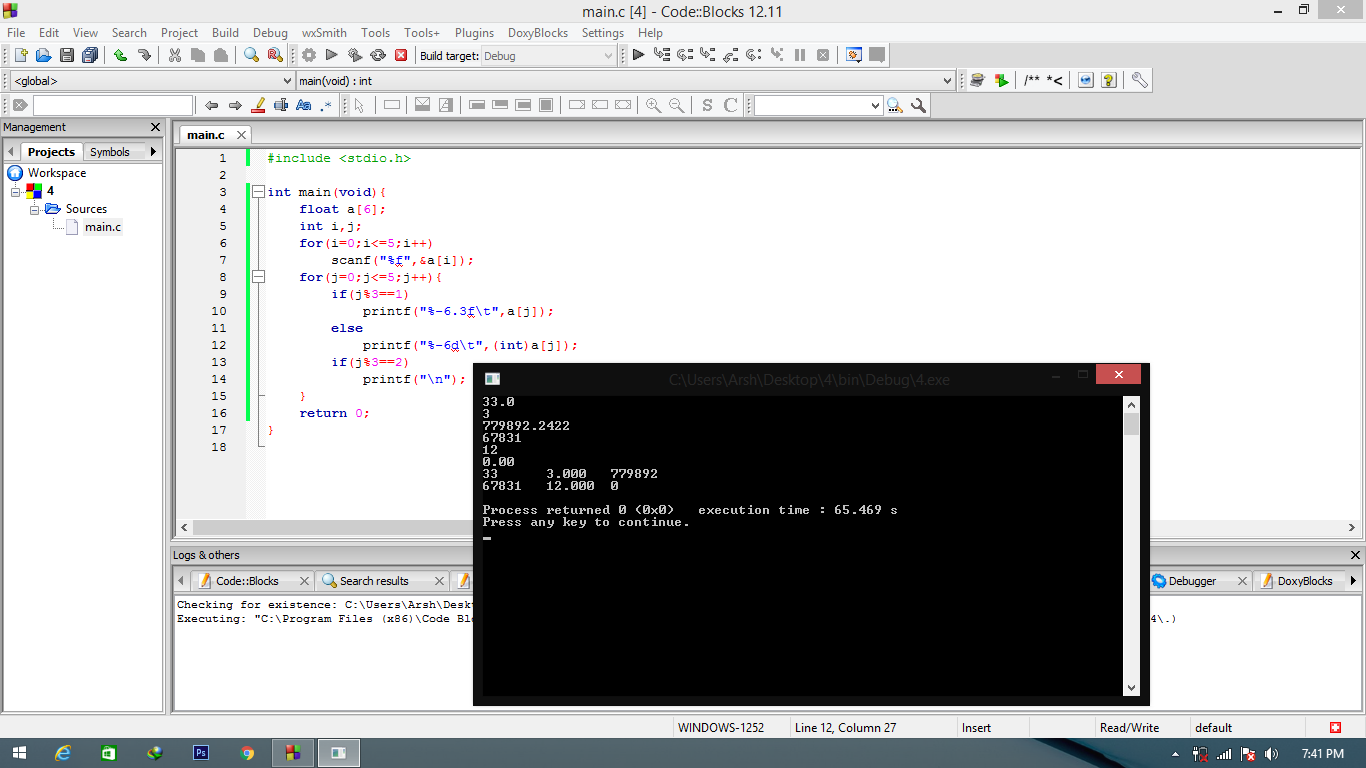 main.c [4] - Code::Blocks 12.11
File Edit View Search Project Build Debug wxSmith Tools Tools+ Plugins DoxyBlocks Settings Help
Build target: Debug
<global> main(void) : int /** *<
Aa .* S C
Management
Projects Symbols
Workspace
4
Sources
main.c
main.c
1 #include <stdio.h>
2
3 int main(void){
4 float a[6];
5 int i,j;
6 for(i=0;i<=5;i++)
7 scanf("%f",&a[i]);
8 for(j=0;j<=5;j++){
9 if(j%3==1)
10 printf("%-6.3f\t",a[j]);
11 else
12 printf("%-6d\t",(int)a[j]);
13 if(j%3==2)
14 printf("\n");
15 }
16 return 0;
17 }
18
C:\Users\Arsh\Desktop\4\bin\Debug\4.exe
33.0
3
779892.2422
67831
12
0.00
33 3.000 779892
67831 12.000 0
Process returned 0 (0x0) execution time : 65.469 s
Press any key to continue.
Logs & others
Code::Blocks Search results Debugger DoxyBlocks
Checking for existence: C:\Users\Arsh\Desk
Executing: "C:\Program Files (x86)\Code Blo 4\.)
WINDOWS-1252 Line 12, Column 27 Insert Read/Write default
Ps 7:41 PM